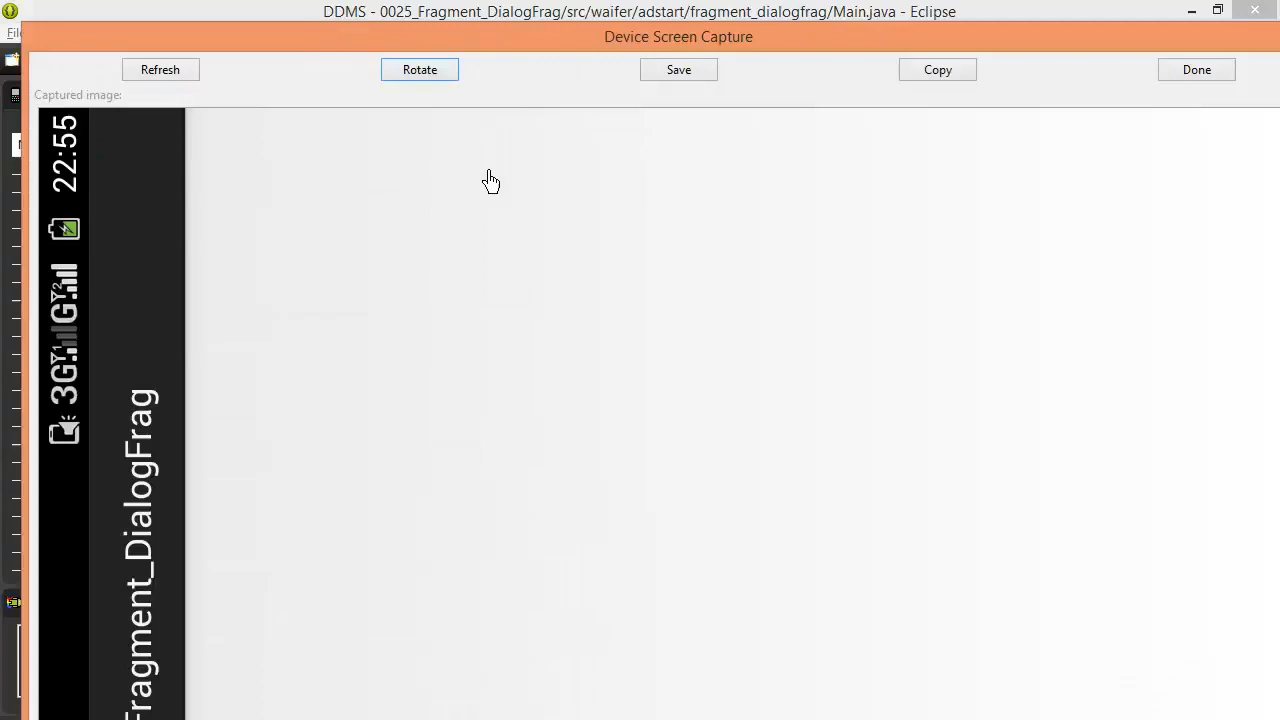 DDMS - 0025_Fragment_DialogFrag/src/waifer/adstart/fragment_dialogfrag/Main.java - Eclipse
Device Screen Capture
Refresh
Rotate
Save
Copy
Done
Captured image:
22:55
3G
G
Fragment_DialogFrag